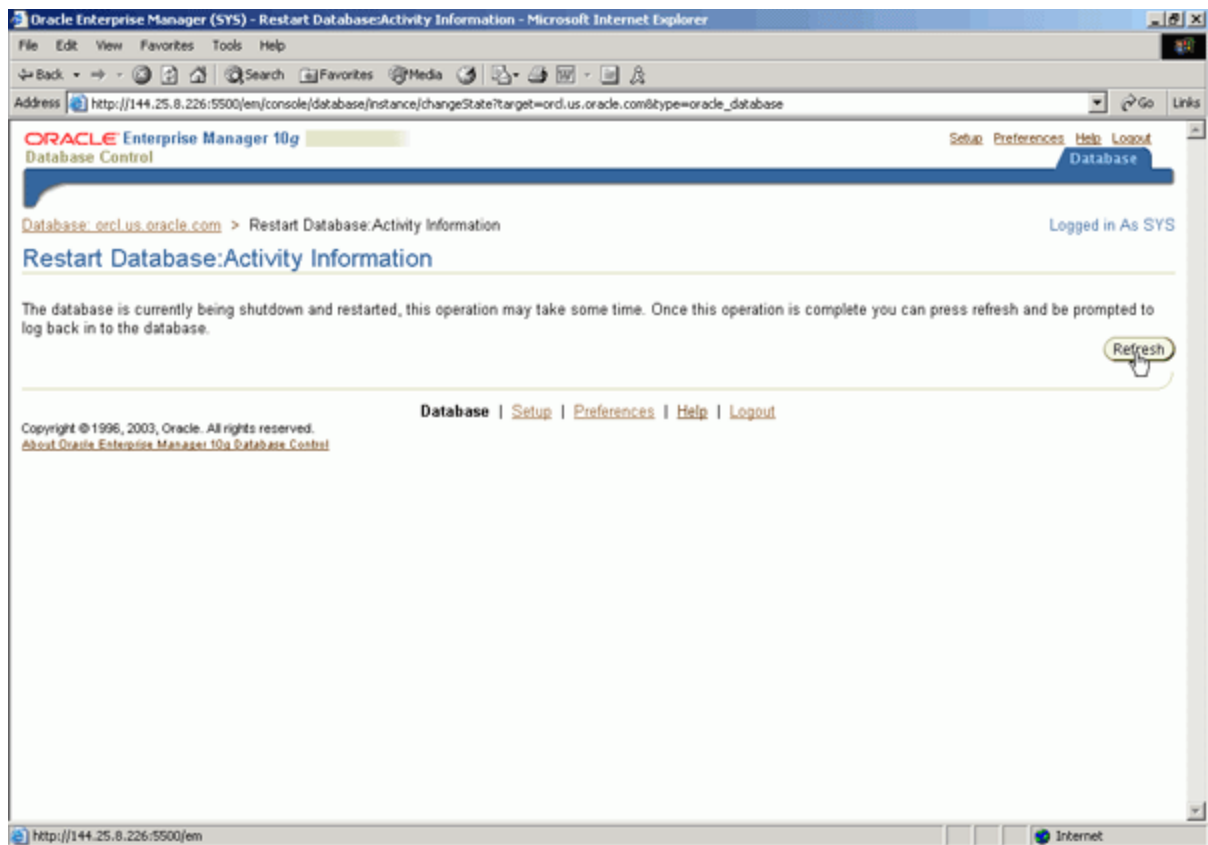 Oracle Enterprise Manager (SYS) - Restart Database:Activity Information - Microsoft Internet Explorer
File Edit View Favorites Tools Help
Back Search Favorites Media
Address http://144.25.8.226:5500/em/console/database/instance/changeState?target=orcl.us.oracle.com&type=oracle_database Go Links
ORACLE Enterprise Manager 10g
Setup Preferences Help Logout
Database Control
Database
Database: orcl.us.oracle.com > Restart Database:Activity Information
Logged in As SYS
Restart Database:Activity Information
The database is currently being shutdown and restarted, this operation may take some time. Once this operation is complete you can press refresh and be prompted to
log back in to the database.
Refresh
Database | Setup | Preferences | Help | Logout
Copyright © 1996, 2003, Oracle. All rights reserved.
About Oracle Enterprise Manager 10g Database Control
http://144.25.8.226:5500/em Internet